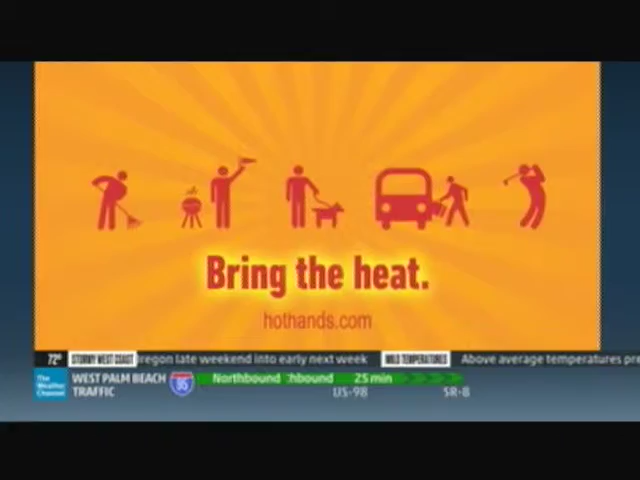 Bring the heat.
hothands.com
72° STORMY WEST COAST regon late weekend into early next week MILD TEMPERATURES Above average temperatures pre
The Weather Channel
WEST PALM BEACH TRAFFIC
95
Northbound hbound 25 min
US-98 SR-8